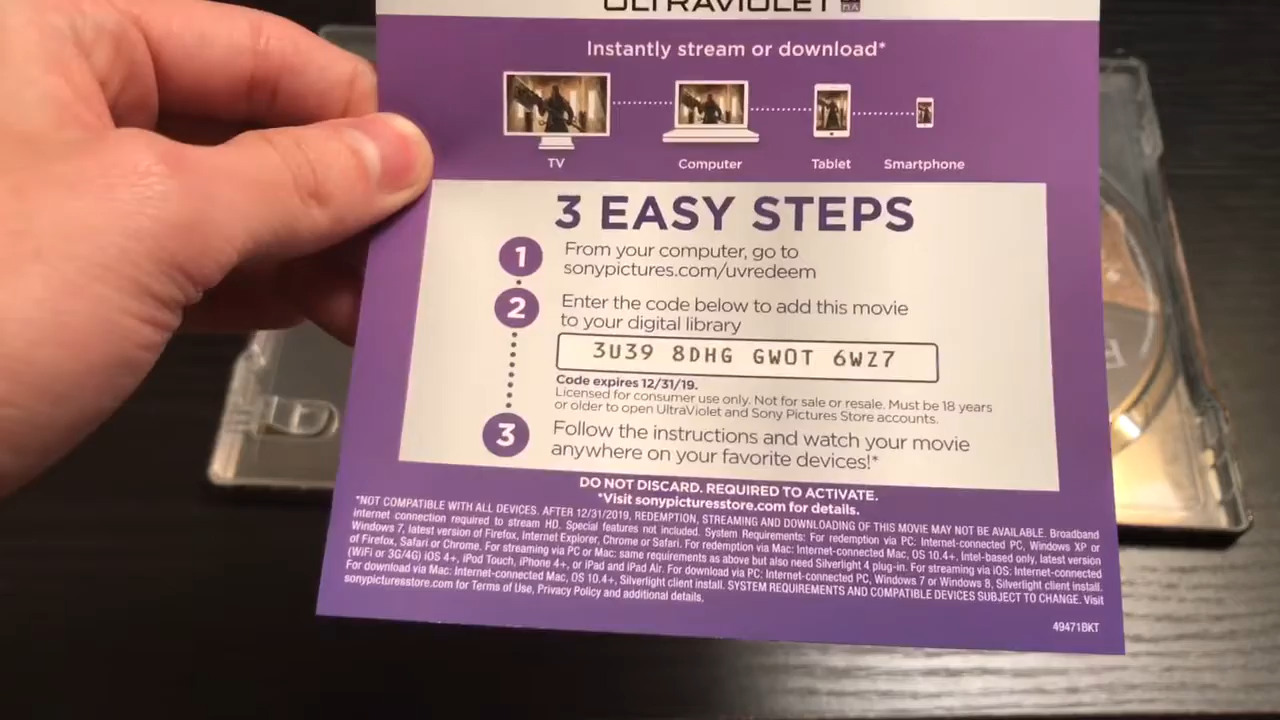 ULTRAVIOLET
Instantly stream or download*
TV Computer Tablet Smartphone
3 EASY STEPS
1 From your computer, go to
sonypictures.com/uvredeem
2 Enter the code below to add this movie
to your digital library
3U39 8DHG GWOT 6WZ7
Code expires 12/31/19.
Licensed for consumer use only. Not for sale or resale. Must be 18 years
or older to open UltraViolet and Sony Pictures Store accounts.
3 Follow the instructions and watch your movie
anywhere on your favorite devices!*
DO NOT DISCARD. REQUIRED TO ACTIVATE.
*Visit sonypicturesstore.com for details.
*NOT COMPATIBLE WITH ALL DEVICES. AFTER 12/31/2019, REDEMPTION, STREAMING AND DOWNLOADING OF THIS MOVIE MAY NOT BE AVAILABLE. Broadband
internet connection required to stream HD. Special features not included. System Requirements: For redemption via PC: Internet-connected PC, Windows XP or
Windows 7, latest version of Firefox, Internet Explorer, Chrome or Safari. For redemption via Mac: Internet-connected Mac, OS 10.4+. Intel-based only, latest version
of Firefox, Safari or Chrome. For streaming via PC or Mac: same requirements as above but also need Silverlight 4 plug-in. For streaming via iOS: Internet-connected
(WiFi or 3G/4G) iOS 4+, iPod Touch, iPhone 4+, or iPad and iPad Air. For download via PC: Internet-connected PC, Windows 7 or Windows 8, Silverlight client install.
For download via Mac: Internet-connected Mac, OS 10.4+, Silverlight client install. SYSTEM REQUIREMENTS AND COMPATIBLE DEVICES SUBJECT TO CHANGE. Visit
sonypicturesstore.com for Terms of Use, Privacy Policy and additional details.
49471BKT